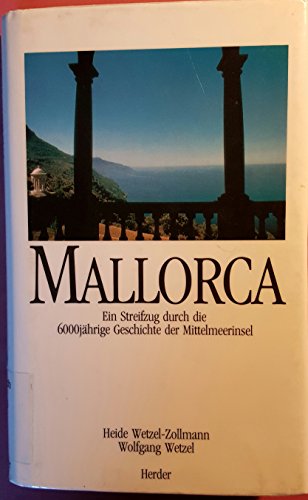 MALLORCA
Ein Streifzug durch die
6000jährige Geschichte der Mittelmeerinsel
Heide Wetzel-Zollmann
Wolfgang Wetzel
Herder